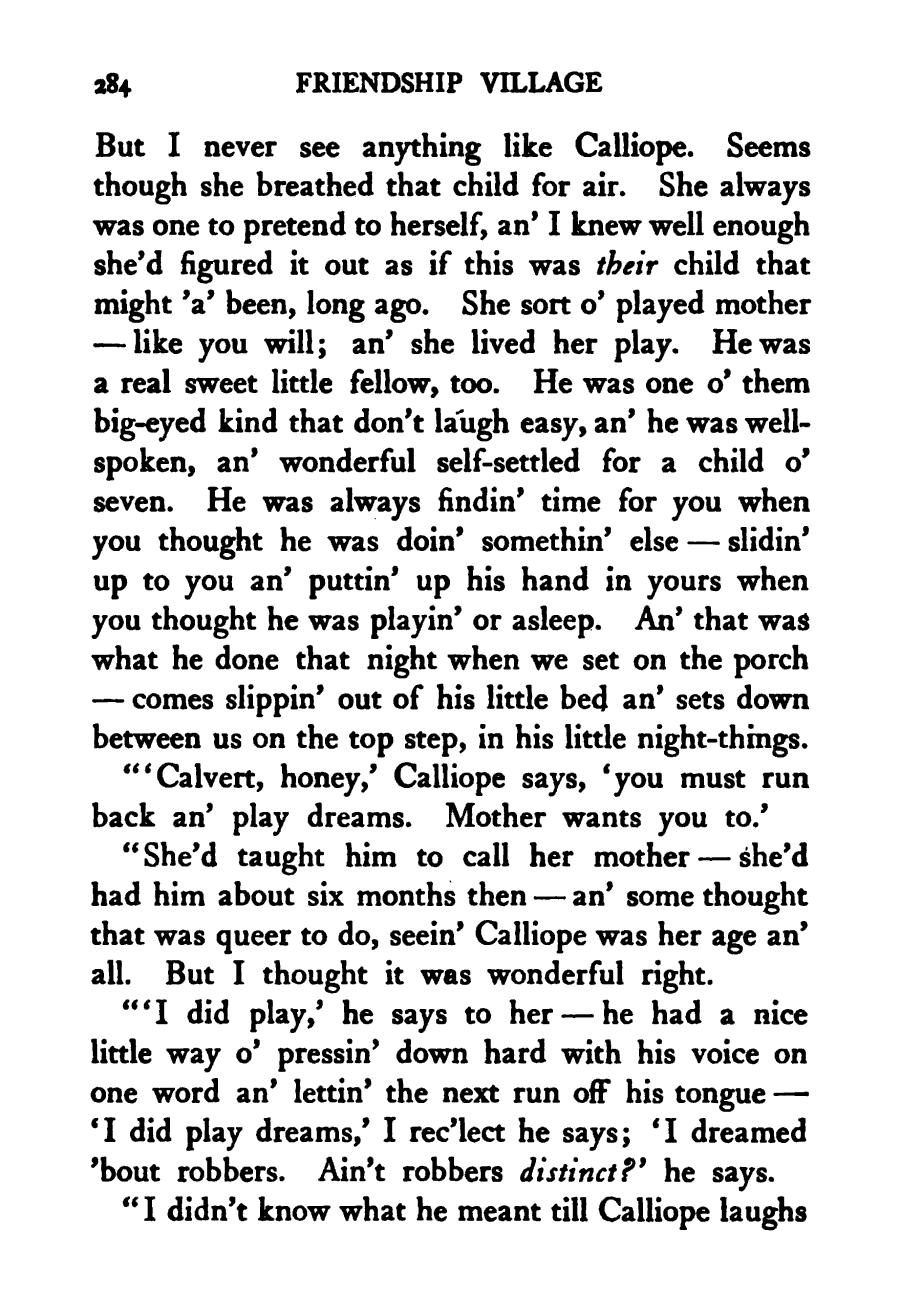 284 FRIENDSHIP VILLAGE
But I never see anything like Calliope. Seems
though she breathed that child for air. She always
was one to pretend to herself, an’ I knew well enough
she’d figured it out as if this was their child that
might ’a’ been, long ago. She sort o’ played mother
— like you will; an’ she lived her play. He was
a real sweet little fellow, too. He was one o’ them
big-eyed kind that don’t laugh easy, an’ he was well-
spoken, an’ wonderful self-settled for a child o’
seven. He was always findin’ time for you when
you thought he was doin’ somethin’ else — slidin’
up to you an’ puttin’ up his hand in yours when
you thought he was playin’ or asleep. An’ that was
what he done that night when we set on the porch
— comes slippin’ out of his little bed an’ sets down
between us on the top step, in his little night-things.
“‘Calvert, honey,’ Calliope says, ‘you must run
back an’ play dreams. Mother wants you to.’
“She’d taught him to call her mother — she’d
had him about six months then — an’ some thought
that was queer to do, seein’ Calliope was her age an’
all. But I thought it was wonderful right.
“‘I did play,’ he says to her — he had a nice
little way o’ pressin’ down hard with his voice on
one word an’ lettin’ the next run off his tongue —
‘I did play dreams,’ I rec’lect he says; ‘I dreamed
’bout robbers. Ain’t robbers distinct?’ he says.
“I didn’t know what he meant till Calliope laughs